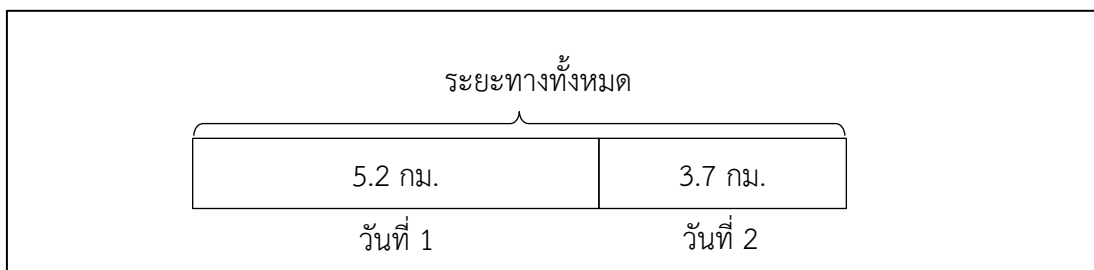 ระยะทางทั้งหมด
5.2 กม. 3.7 กม.
วันที่ 1 วันที่ 2